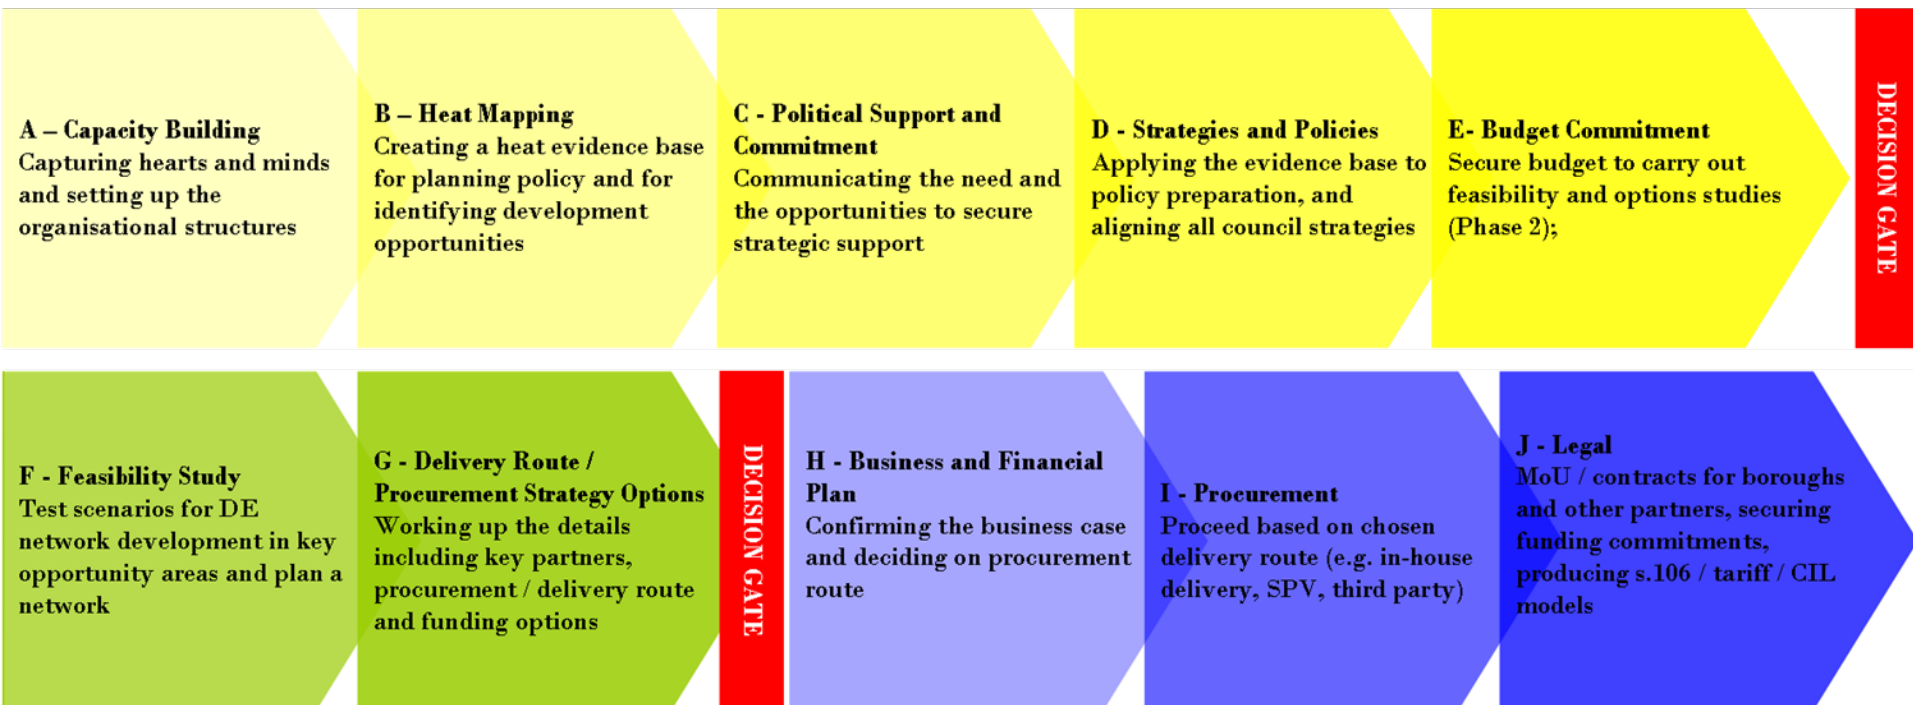 A – Capacity Building
Capturing hearts and minds
and setting up the
organisational structures
B – Heat Mapping
Creating a heat evidence base
for planning policy and for
identifying development
opportunities
C - Political Support and
Commitment
Communicating the need and
the opportunities to secure
strategic support
D - Strategies and Policies
Applying the evidence base to
policy preparation, and
aligning all council strategies
E- Budget Commitment
Secure budget to carry out
feasibility and options studies
(Phase 2);
DECISION GATE
F - Feasibility Study
Test scenarios for DE
network development in key
opportunity areas and plan a
network
G - Delivery Route /
Procurement Strategy Options
Working up the details
including key partners,
procurement / delivery route
and funding options
DECISION GATE
H - Business and Financial
Plan
Confirming the business case
and deciding on procurement
route
I - Procurement
Proceed based on chosen
delivery route (e.g. in-house
delivery, SPV, third party)
J - Legal
MoU / contracts for boroughs
and other partners, securing
funding commitments,
producing s.106 / tariff / CIL
models